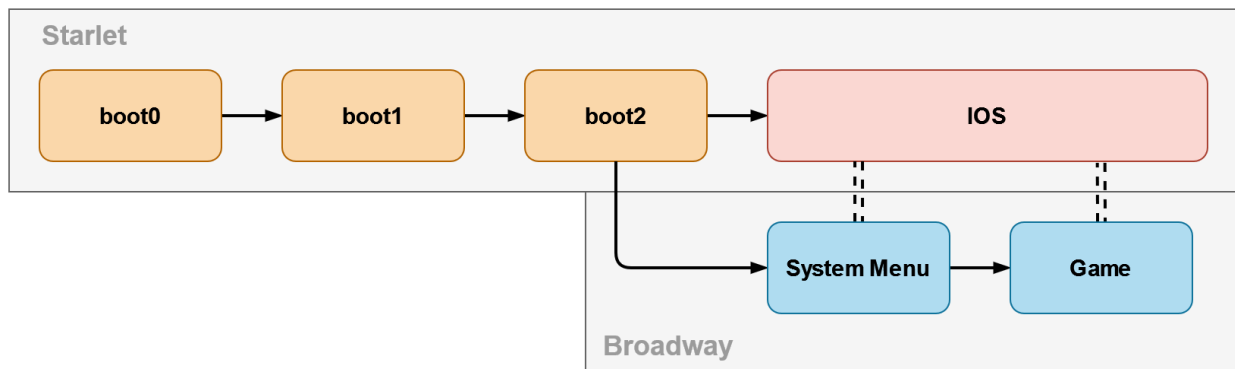 Starlet
boot0
boot1
boot2
IOS
System Menu
Game
Broadway